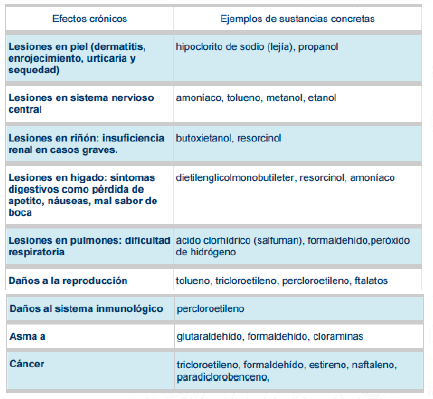 Efectos crónicos
Ejemplos de sustancias concretas
Lesiones en piel (dermatitis,
enrojecimiento, urticaria y
sequedad)
hipoclorito de sodio (lejía), propanol
Lesiones en sistema nervioso
central
amoníaco, tolueno, metanol, etanol
Lesiones en riñón: insuficiencia
renal en casos graves.
butoxietanol, resorcinol
Lesiones en hígado: síntomas
digestivos como pérdida de
apetito, náuseas, mal sabor de
boca
dietilenglicolmonobutileter, resorcinol, amoníaco
Lesiones en pulmones: dificultad
respiratoria
ácido clorhídrico (salfumán), formaldehído,peróxido
de hidrógeno
Daños a la reproducción
tolueno, tricloroetileno, percloroetileno, ftalatos
Daños al sistema inmunológico
percloroetileno
Asma a
glutaraldehído, formaldehído, cloraminas
Cáncer
tricloroetileno, formaldehído, estireno, naftaleno,
paradiclorobenceno,